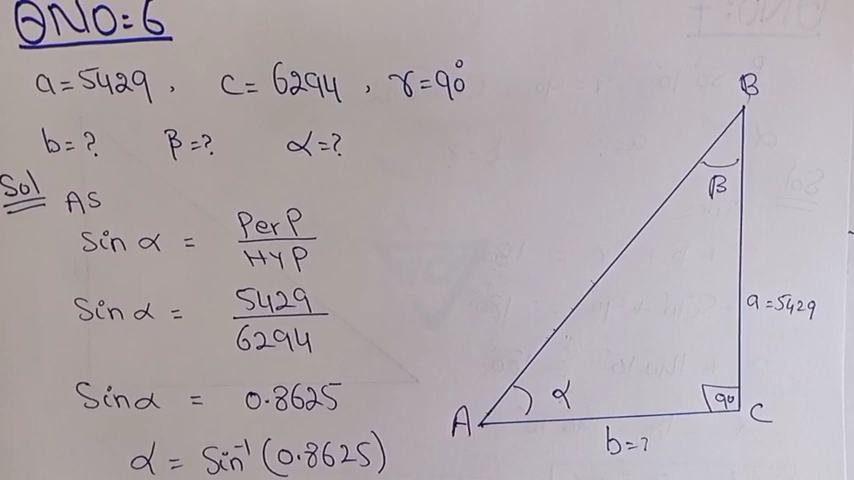 QNO:6
a=5429, c=6294, γ=90°
b=? β=? α=?
Sol
As
Sin α = Perp/Hyp
Sin α = 5429/6294
Sin α = 0.8625
α = Sin⁻¹(0.8625)
B
β
a=5429
A
α
90
C
b=?